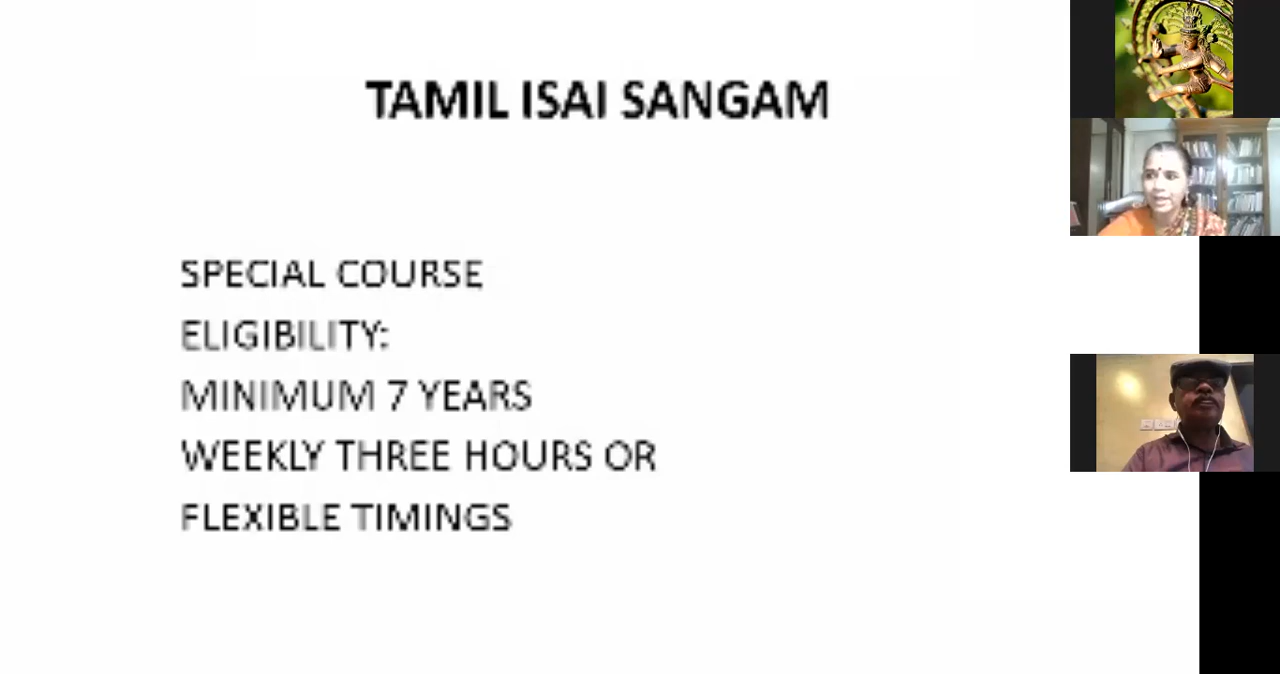 TAMIL ISAI SANGAM
SPECIAL COURSE
ELIGIBILITY:
MINIMUM 7 YEARS
WEEKLY THREE HOURS OR
FLEXIBLE TIMINGS